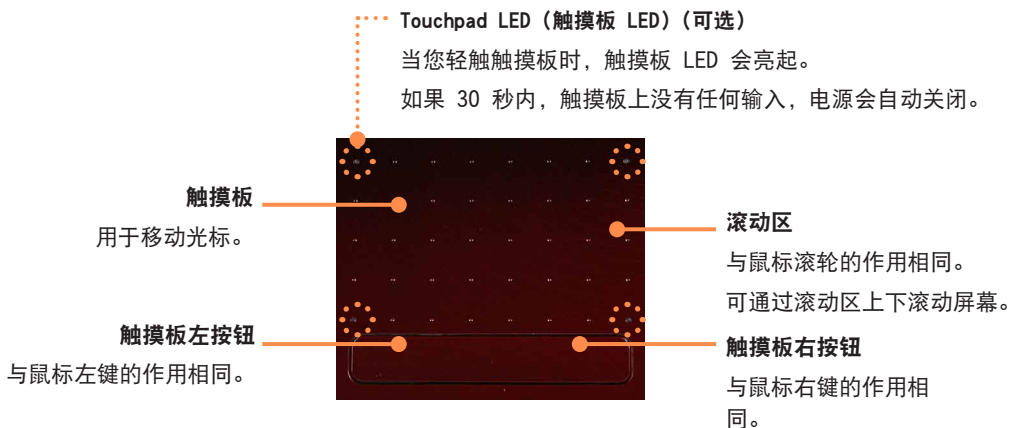 Touchpad LED（触摸板 LED）（可选）
当您轻触触摸板时，触摸板 LED 会亮起。
如果 30 秒内，触摸板上没有任何输入，电源会自动关闭。
触摸板
用于移动光标。
滚动区
与鼠标滚轮的作用相同。
可通过滚动区上下滚动屏幕。
触摸板左按钮
与鼠标左键的作用相同。
触摸板右按钮
与鼠标右键的作用相
同。